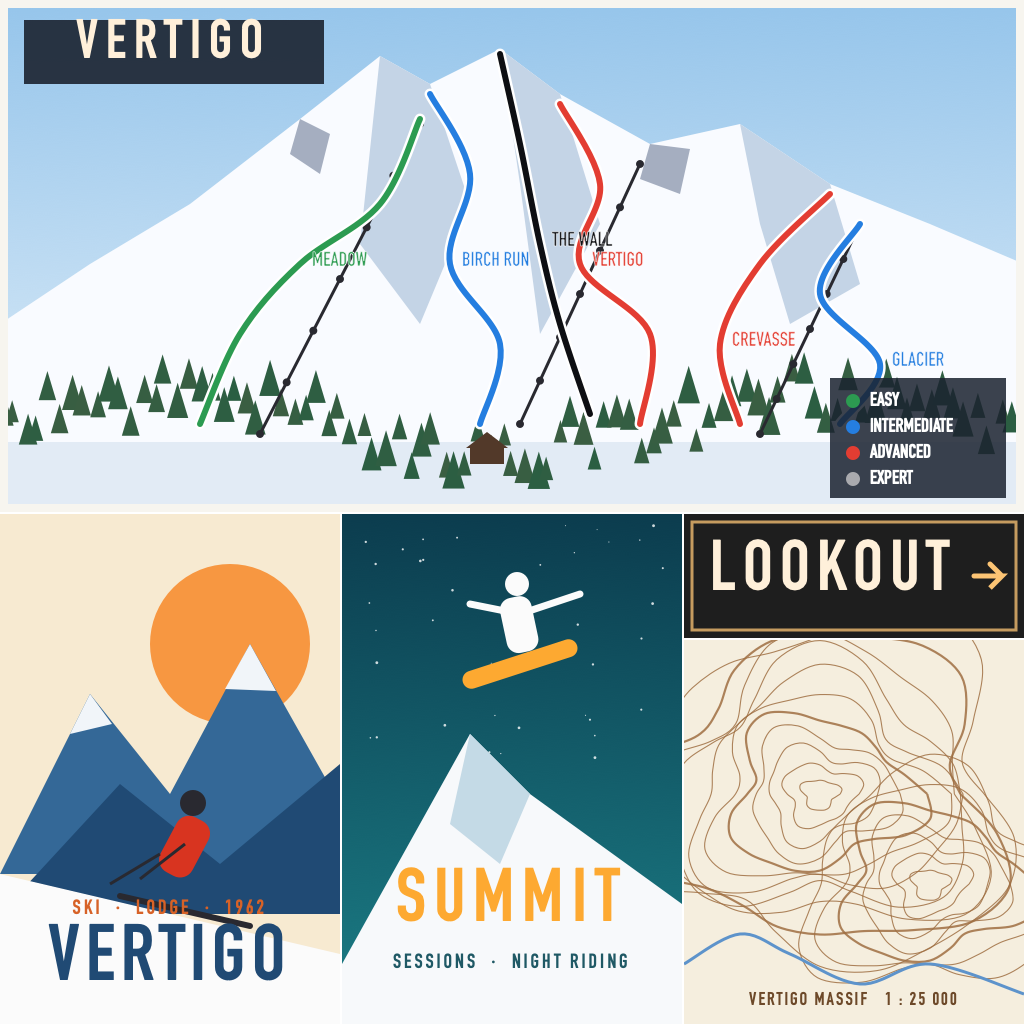 VERTIGO
THE WALL
MEADOW
BIRCH RUN
VERTIGO
CREVASSE
GLACIER
EASY
INTERMEDIATE
ADVANCED
EXPERT
SKI · LODGE · 1962
VERTIGO
SUMMIT
SESSIONS · NIGHT RIDING
LOOKOUT →
VERTIGO MASSIF 1 : 25 000